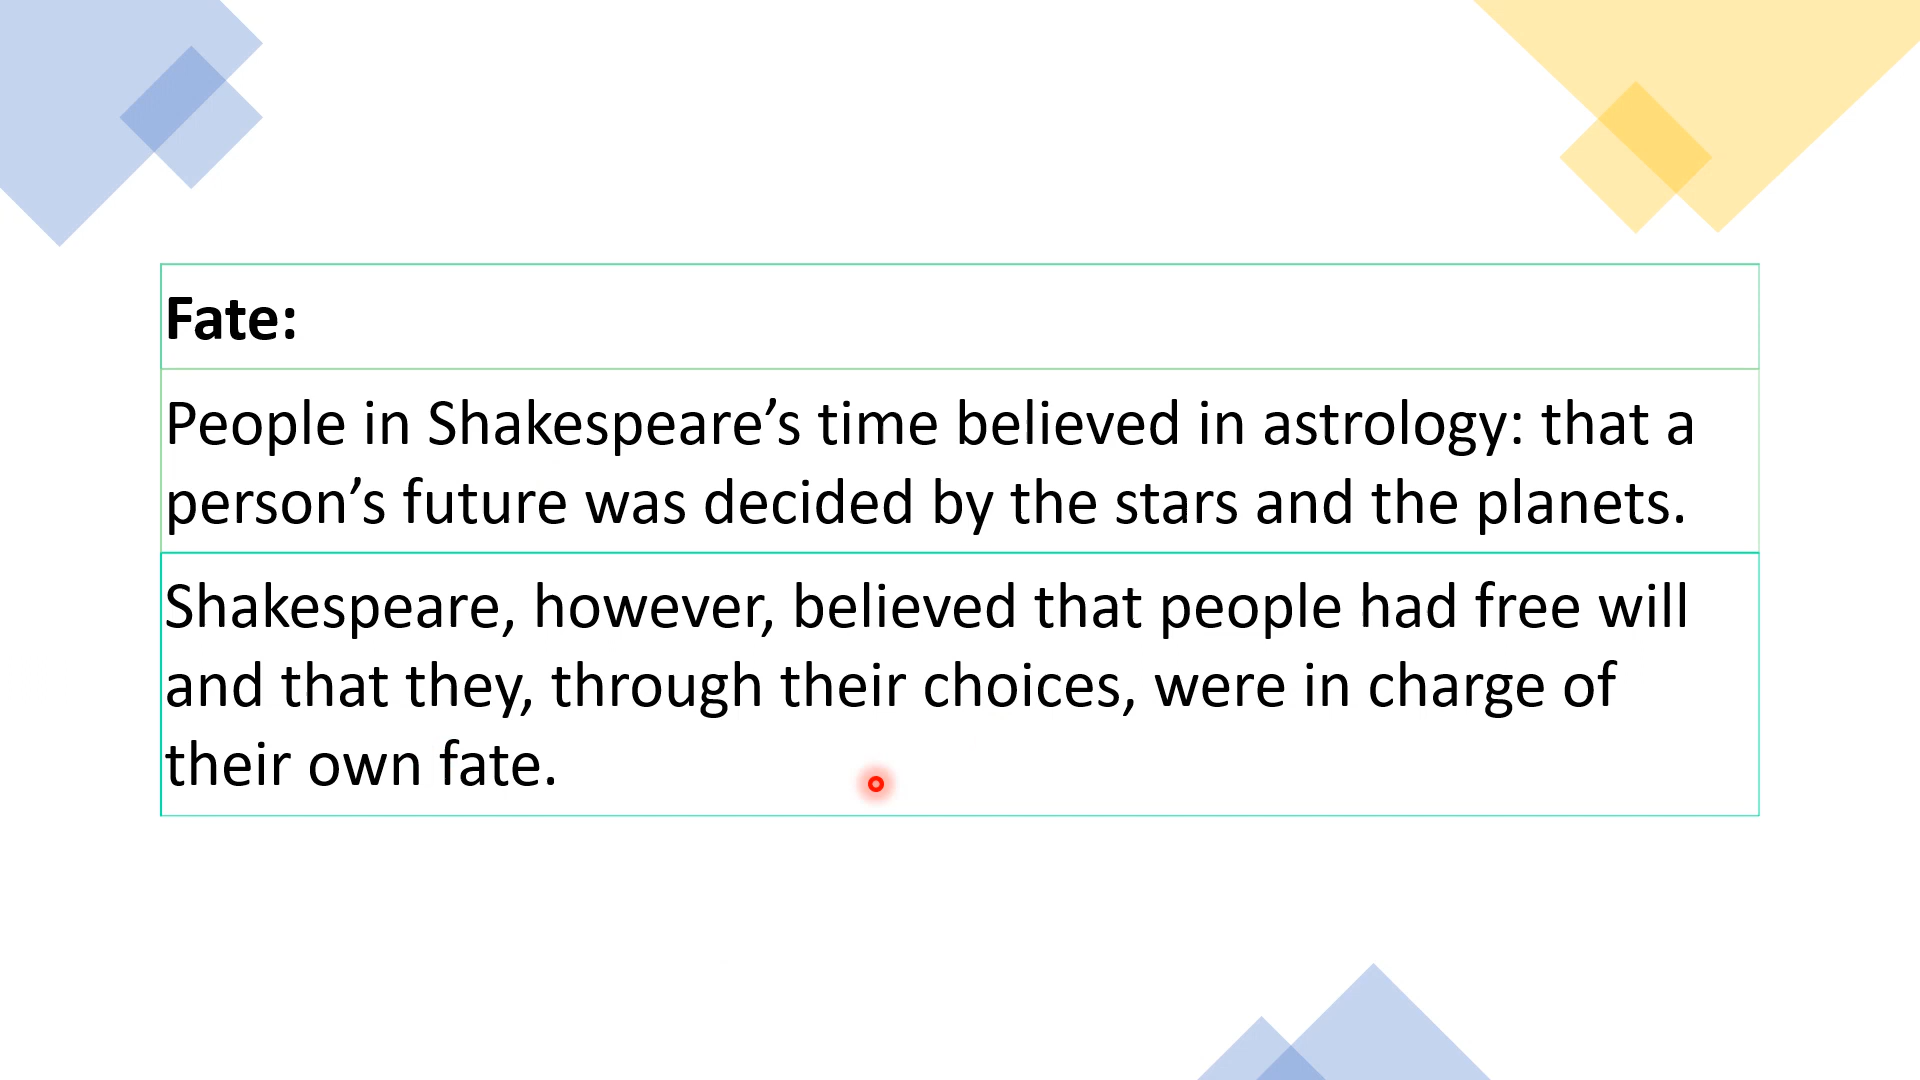 Fate:
People in Shakespeare’s time believed in astrology: that a
person’s future was decided by the stars and the planets.
Shakespeare, however, believed that people had free will
and that they, through their choices, were in charge of
their own fate.